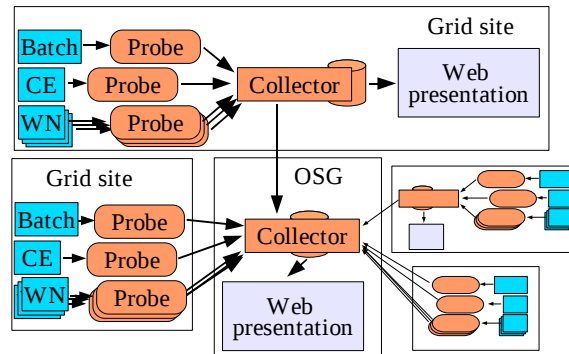 Grid site
Batch
Probe
CE
Probe
Collector
Web
presentation
WN
Probe
Grid site
OSG
Batch
Probe
Collector
CE
Probe
WN
Probe
Web
presentation